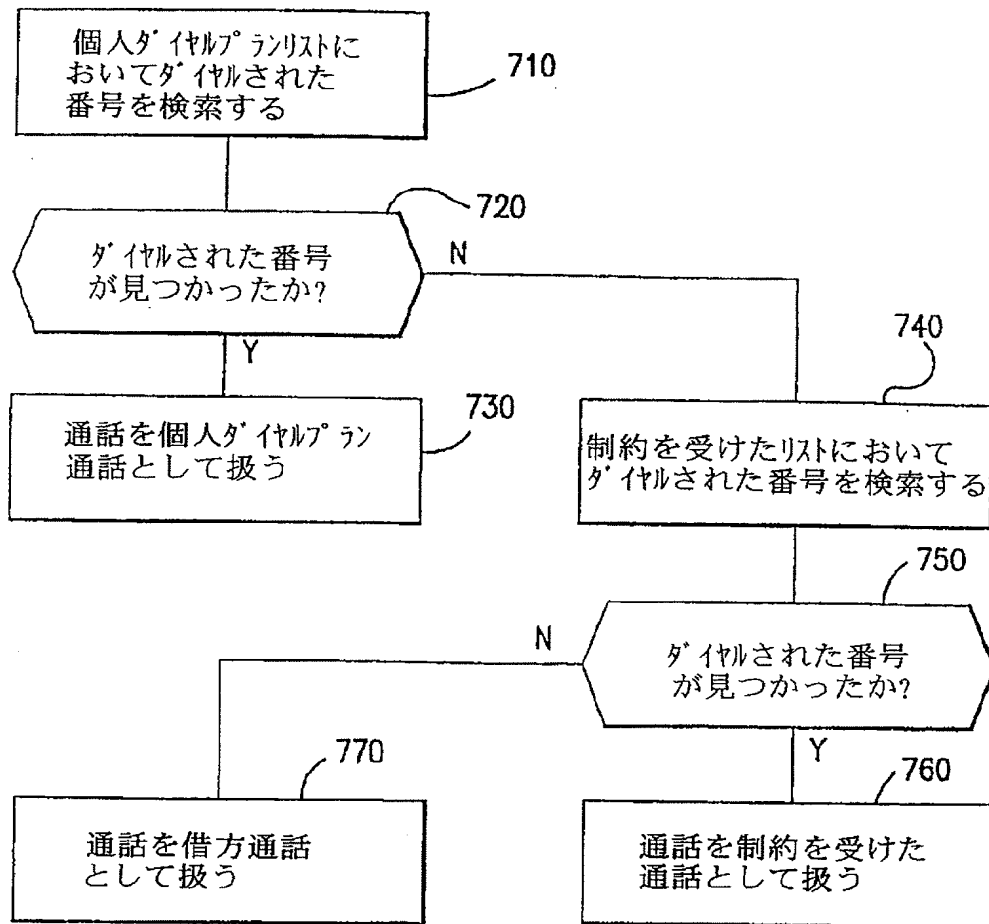 個人ﾀﾞｲﾔﾙﾌﾟﾗﾝﾘｽﾄに
おいてﾀﾞｲﾔﾙされた
番号を検索する
710
720
ﾀﾞｲﾔﾙされた番号
が見つかったか?
N
Y
740
730
通話を個人ﾀﾞｲﾔﾙﾌﾟﾗﾝ
通話として扱う
制約を受けたﾘｽﾄにおいて
ﾀﾞｲﾔﾙされた番号を検索する
750
N
ﾀﾞｲﾔﾙされた番号
が見つかったか?
Y
770
760
通話を借方通話
として扱う
通話を制約を受けた
通話として扱う